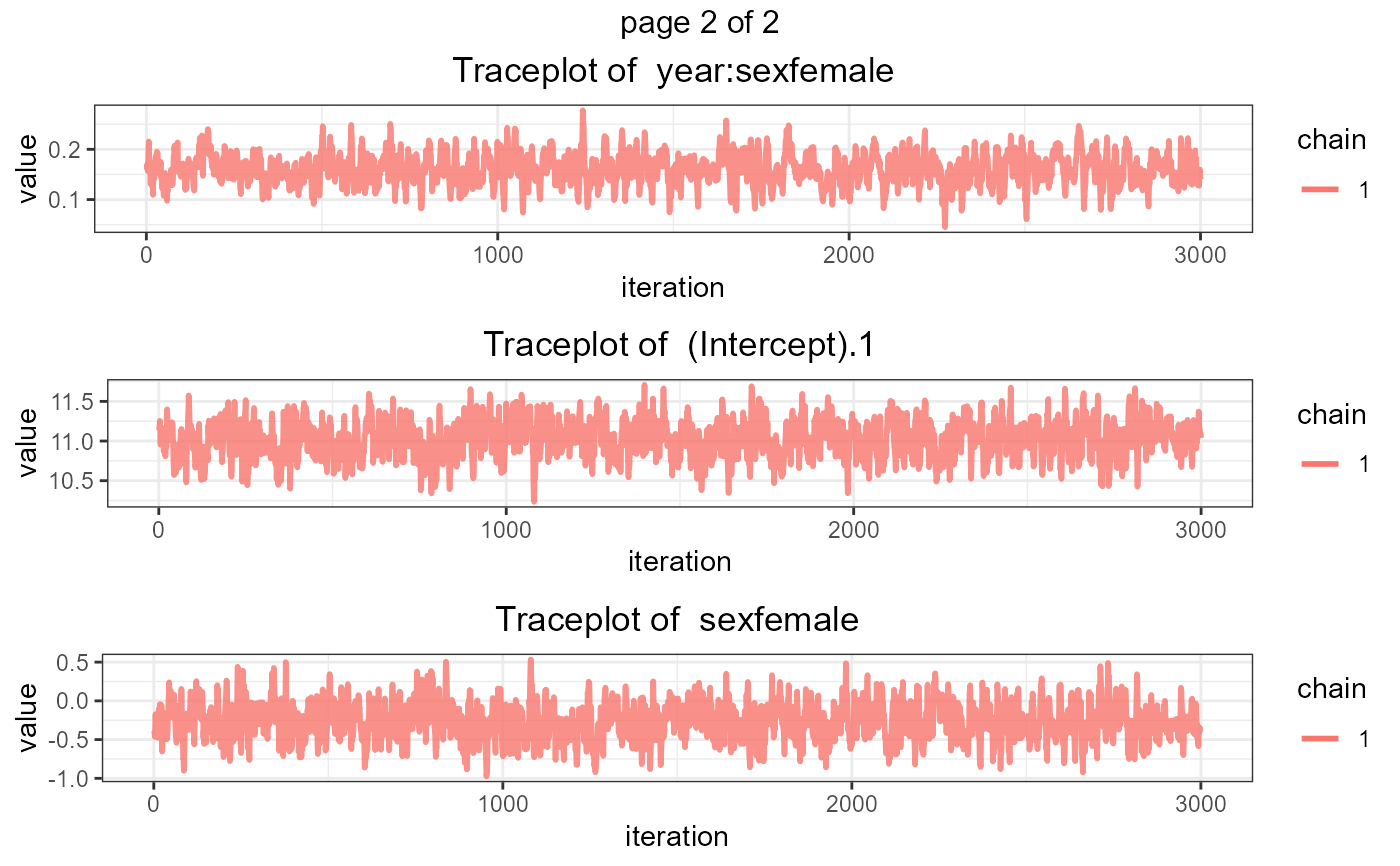 page 2 of 2
Traceplot of  year:sexfemale
value
0.2
0.1
0
1000
2000
3000
iteration
chain
1
Traceplot of  (Intercept).1
value
11.5
11.0
10.5
0
1000
2000
3000
iteration
chain
1
Traceplot of  sexfemale
value
0.5
0.0
-0.5
-1.0
0
1000
2000
3000
iteration
chain
1